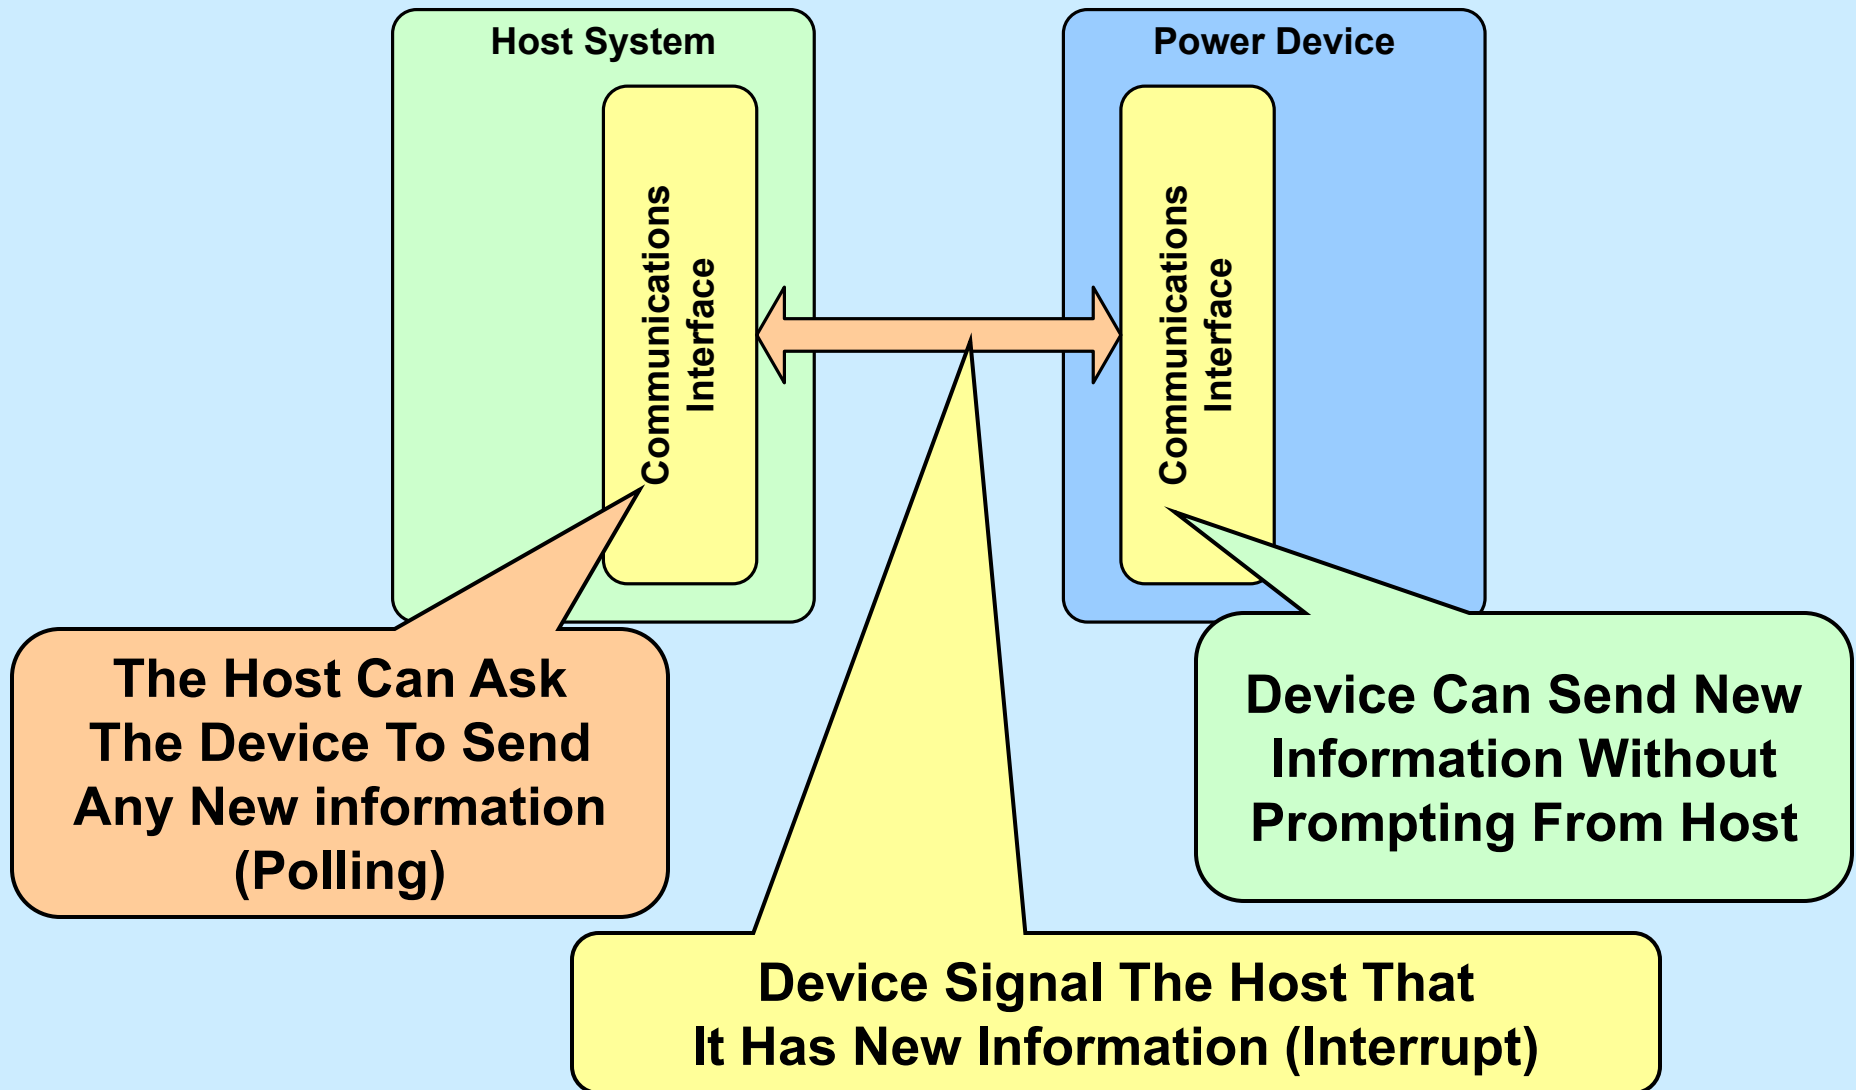 Host System
Power Device
Communications
Interface
Communications
Interface
The Host Can Ask
The Device To Send
Any New information
(Polling)
Device Can Send New
Information Without
Prompting From Host
Device Signal The Host That
It Has New Information (Interrupt)